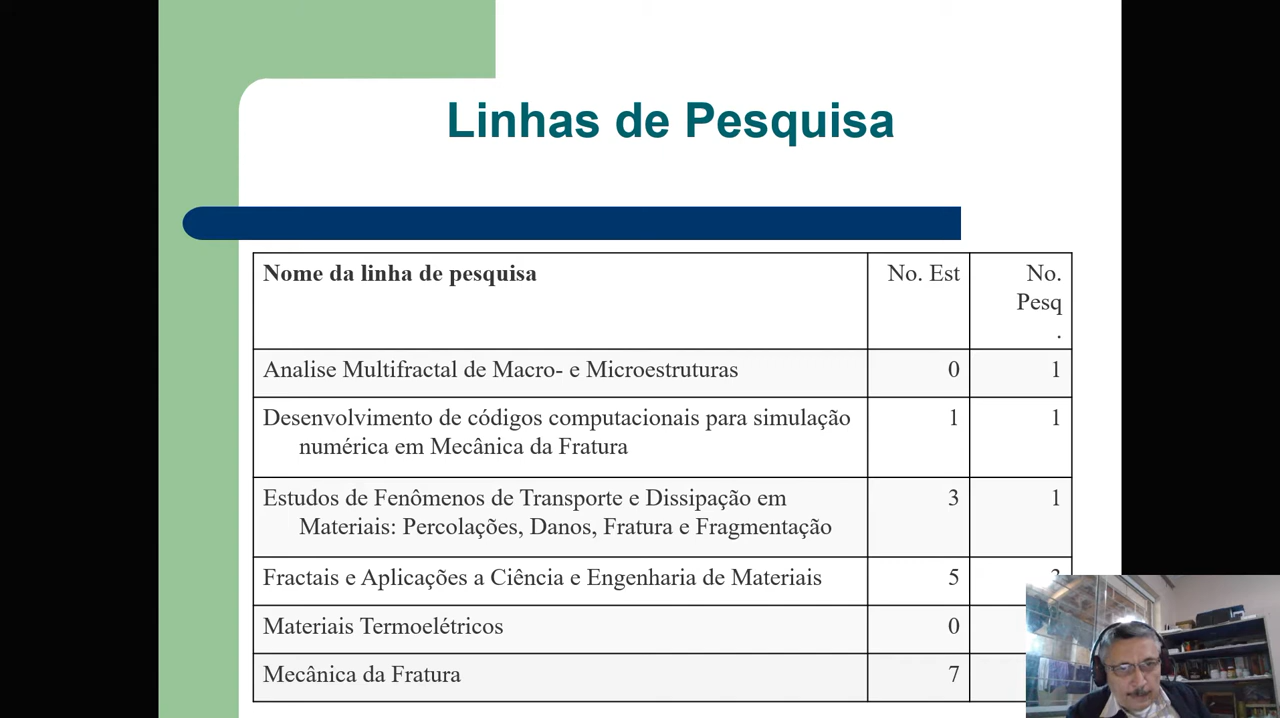 Linhas de Pesquisa
Nome da linha de pesquisa No. Est No.
Pesq
.
Analise Multifractal de Macro- e Microestruturas 0 1
Desenvolvimento de códigos computacionais para simulação 1 1
numérica em Mecânica da Fratura
Estudos de Fenômenos de Transporte e Dissipação em 3 1
Materiais: Percolações, Danos, Fratura e Fragmentação
Fractais e Aplicações a Ciência e Engenharia de Materiais 5
Materiais Termoelétricos 0
Mecânica da Fratura 7